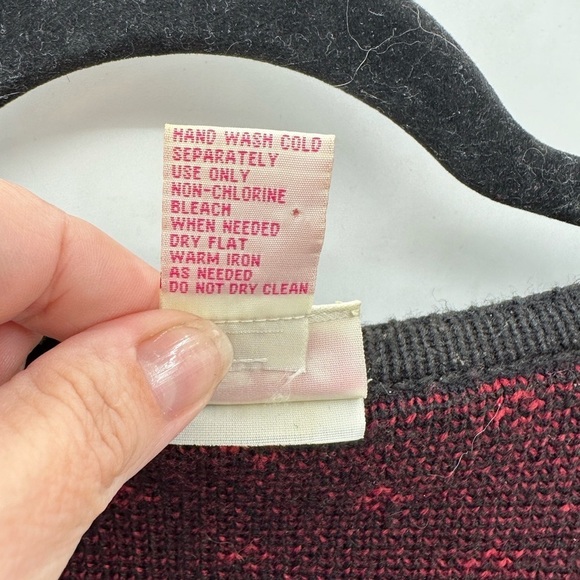 HAND WASH COLD
SEPARATELY
USE ONLY
NON-CHLORINE
BLEACH
WHEN NEEDED
DRY FLAT
WARM IRON
AS NEEDED
DO NOT DRY CLEAN